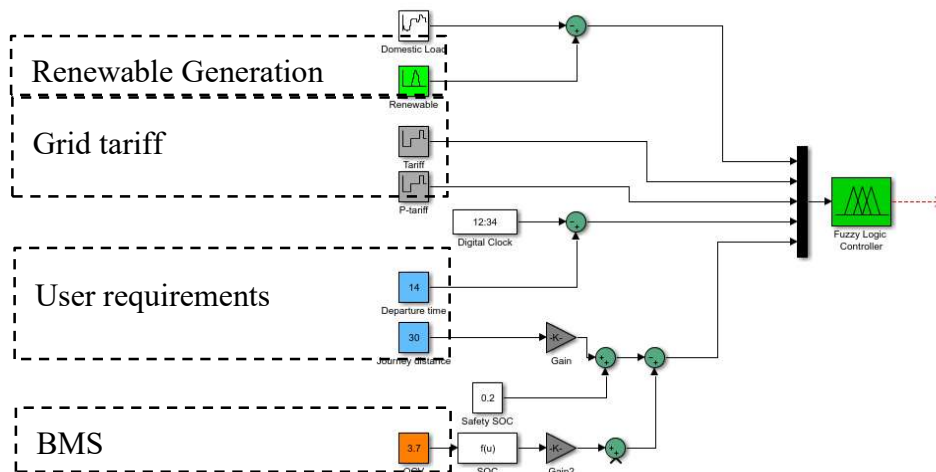 Domestic Load
Renewable Generation
Renewable
Grid tariff
Tariff
P-tariff
12:34
Digital Clock
Fuzzy Logic
Controller
User requirements
14
Departure time
30
Journey distance
-K-
Gain
0.2
Safety SOC
BMS
3.7
OCV
f(u)
SOC
-K-
Gain2